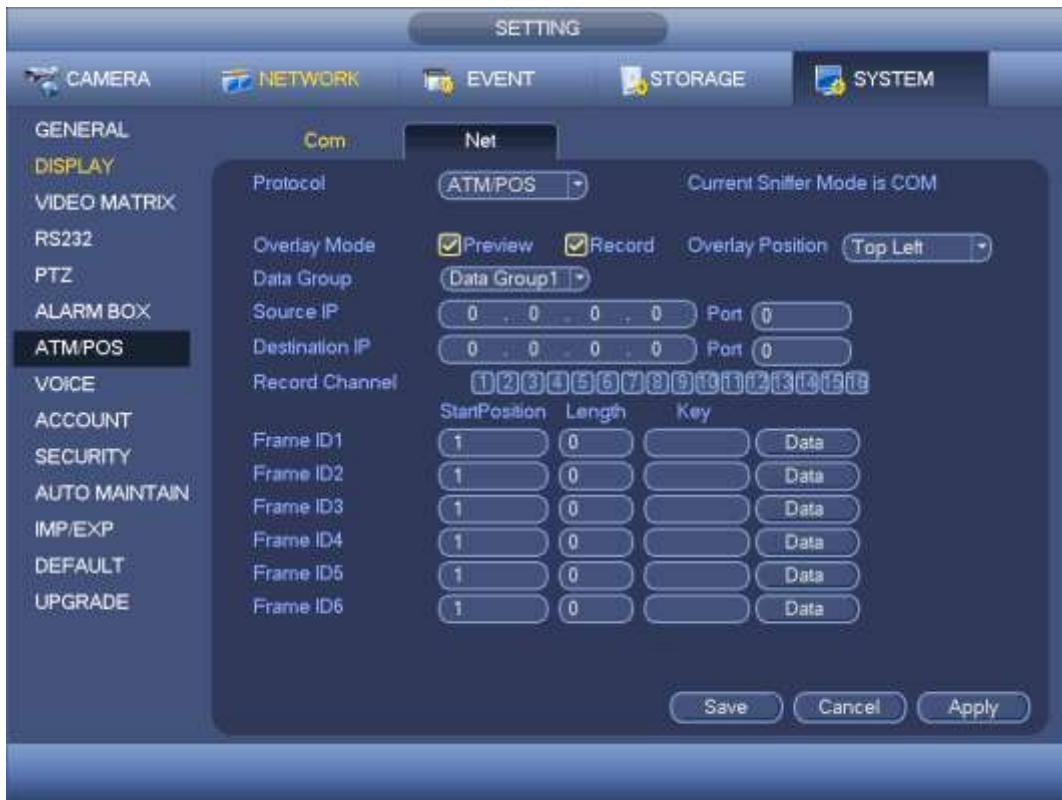 SETTING
CAMERA NETWORK EVENT STORAGE SYSTEM
GENERAL
DISPLAY
VIDEO MATRIX
RS232
PTZ
ALARM BOX
ATM/POS
VOICE
ACCOUNT
SECURITY
AUTO MAINTAIN
IMP/EXP
DEFAULT
UPGRADE
Com Net
Protocol ATM/POS Current Sniffer Mode is COM
Overlay Mode Preview Record Overlay Position Top Left
Data Group Data Group1
Source IP 0 . 0 . 0 . 0 Port 0
Destination IP 0 . 0 . 0 . 0 Port 0
Record Channel 1 2 3 4 5 6 7 8 9 10 11 12 13 14 15 16
StartPosition Length Key
Frame ID1 1 0 Data
Frame ID2 1 0 Data
Frame ID3 1 0 Data
Frame ID4 1 0 Data
Frame ID5 1 0 Data
Frame ID6 1 0 Data
Save Cancel Apply